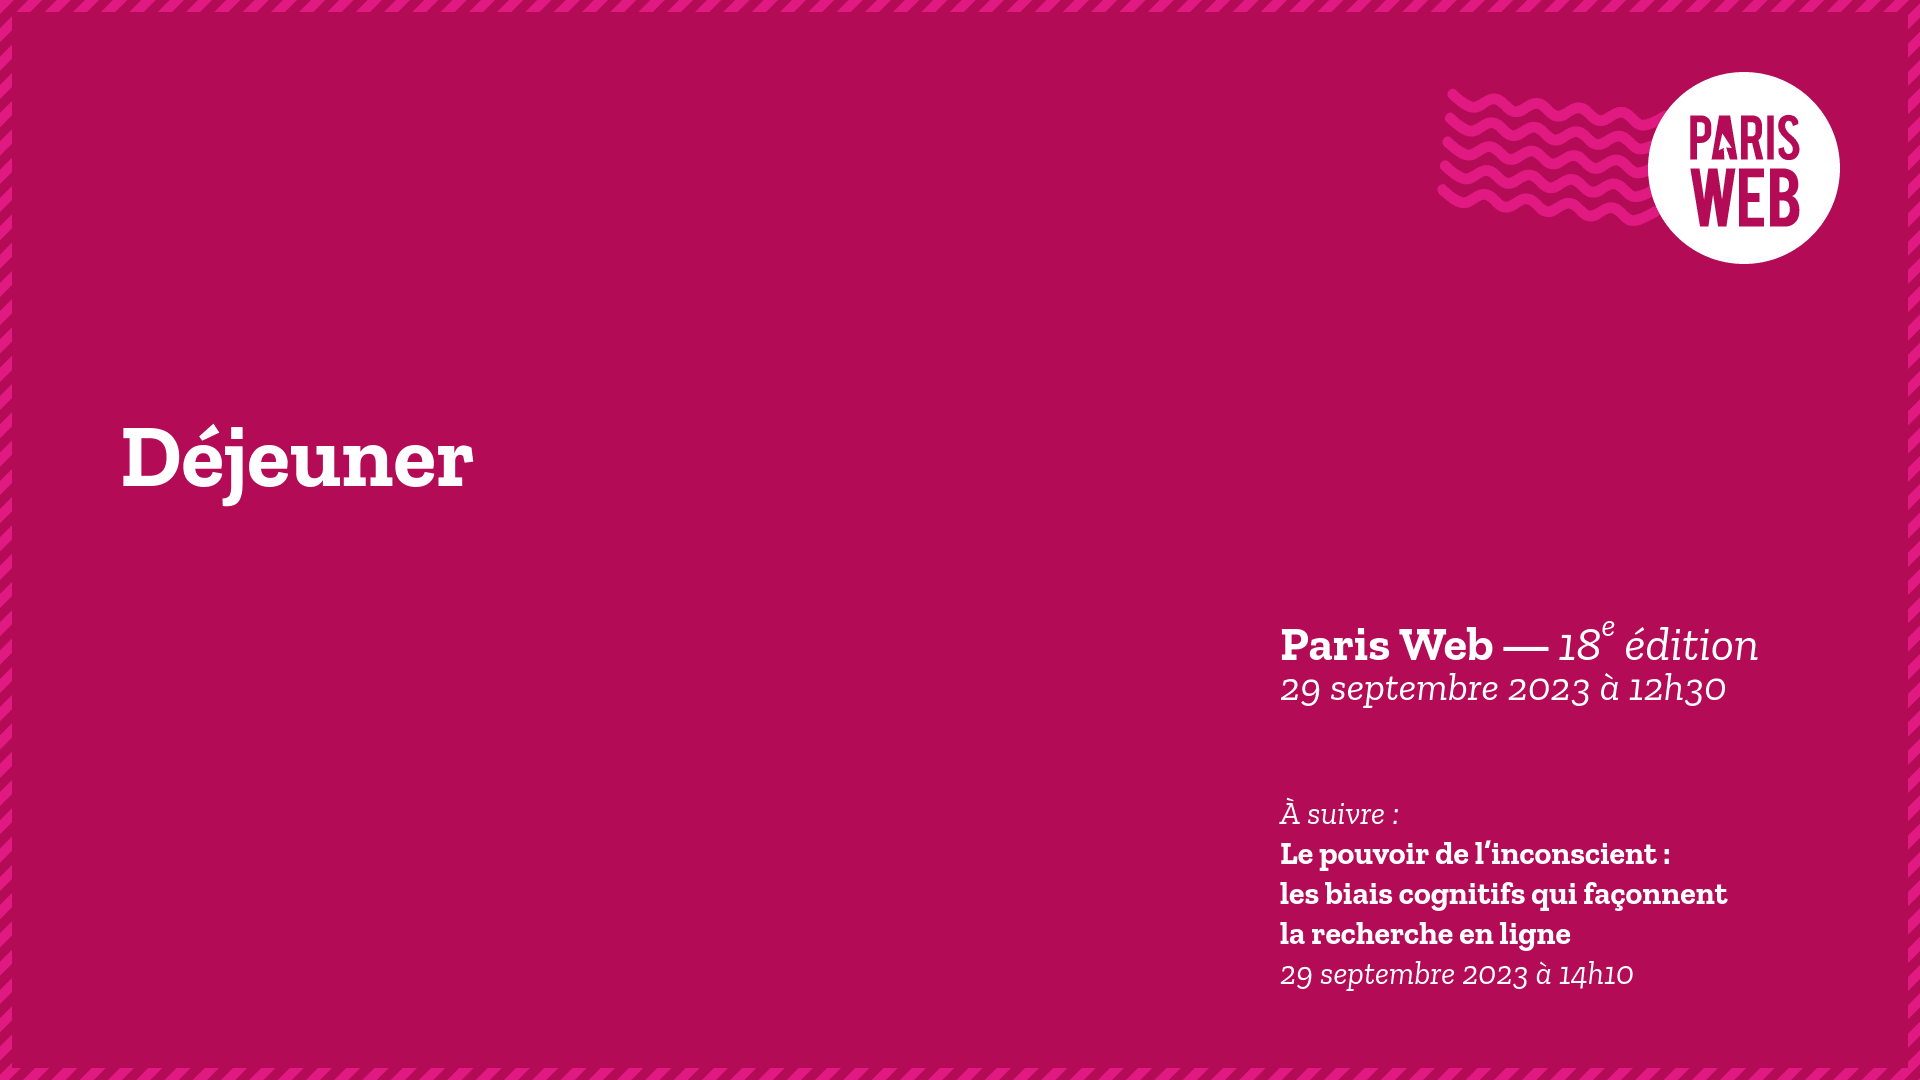 PARIS
WEB
Déjeuner
Paris Web — 18e édition
29 septembre 2023 à 12h30
À suivre :
Le pouvoir de l’inconscient :
les biais cognitifs qui façonnent
la recherche en ligne
29 septembre 2023 à 14h10